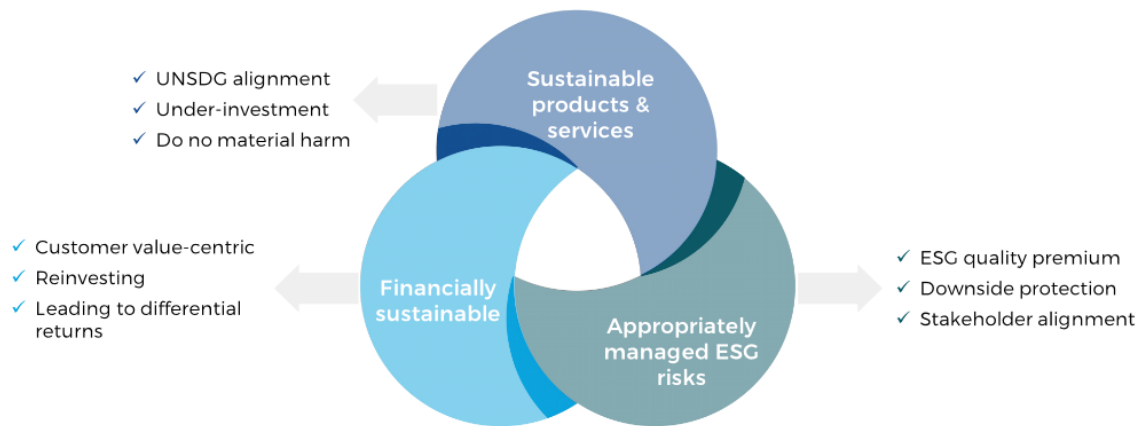 Sustainable
products &
services
✓ UNSDG alignment
✓ Under-investment
✓ Do no material harm
✓ Customer value-centric
✓ Reinvesting
✓ Leading to differential
returns
Financially
sustainable
Appropriately
managed ESG
risks
✓ ESG quality premium
✓ Downside protection
✓ Stakeholder alignment